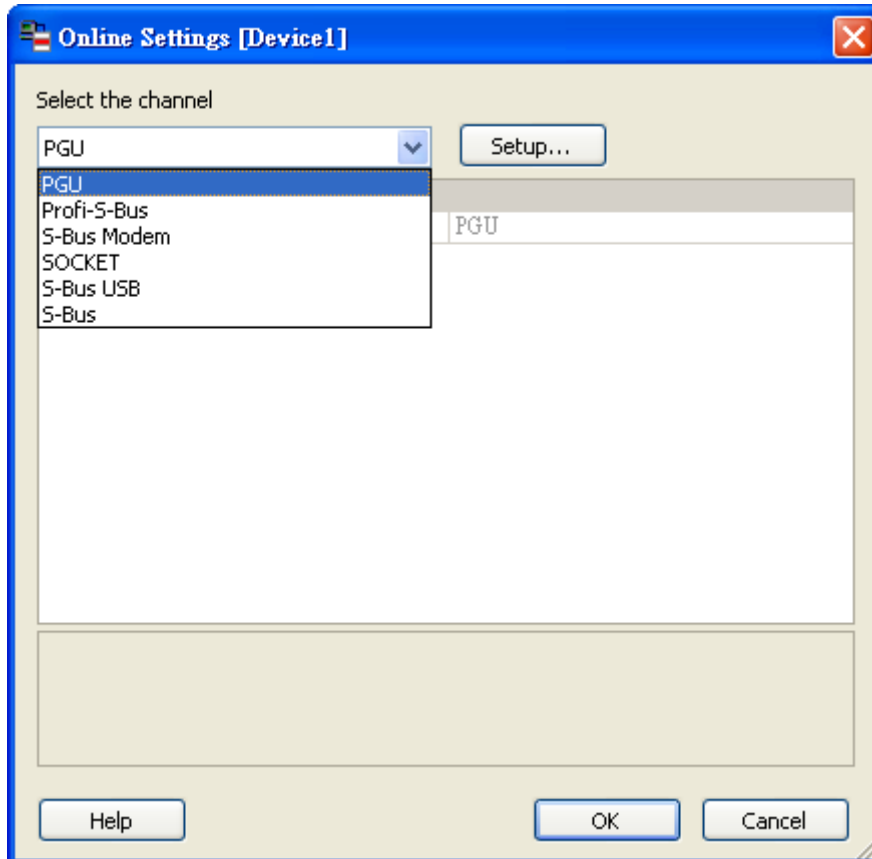 Online Settings [Device1]
Select the channel
PGU
Setup...
PGU
Profi-S-Bus
PGU
S-Bus Modem
SOCKET
S-Bus USB
S-Bus
Help
OK
Cancel